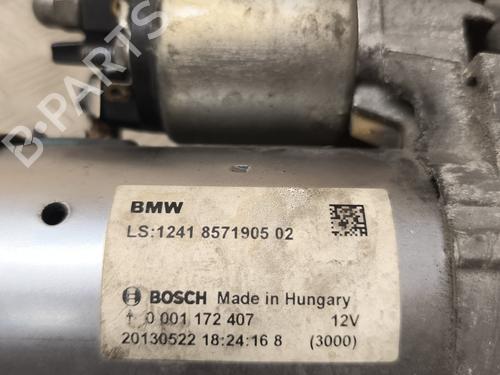 B-PARTS
BMW
LS:1241 8571905 02
BOSCH Made in Hungary
0 001 172 407 12V
20130522 18:24:16 8 (3000)